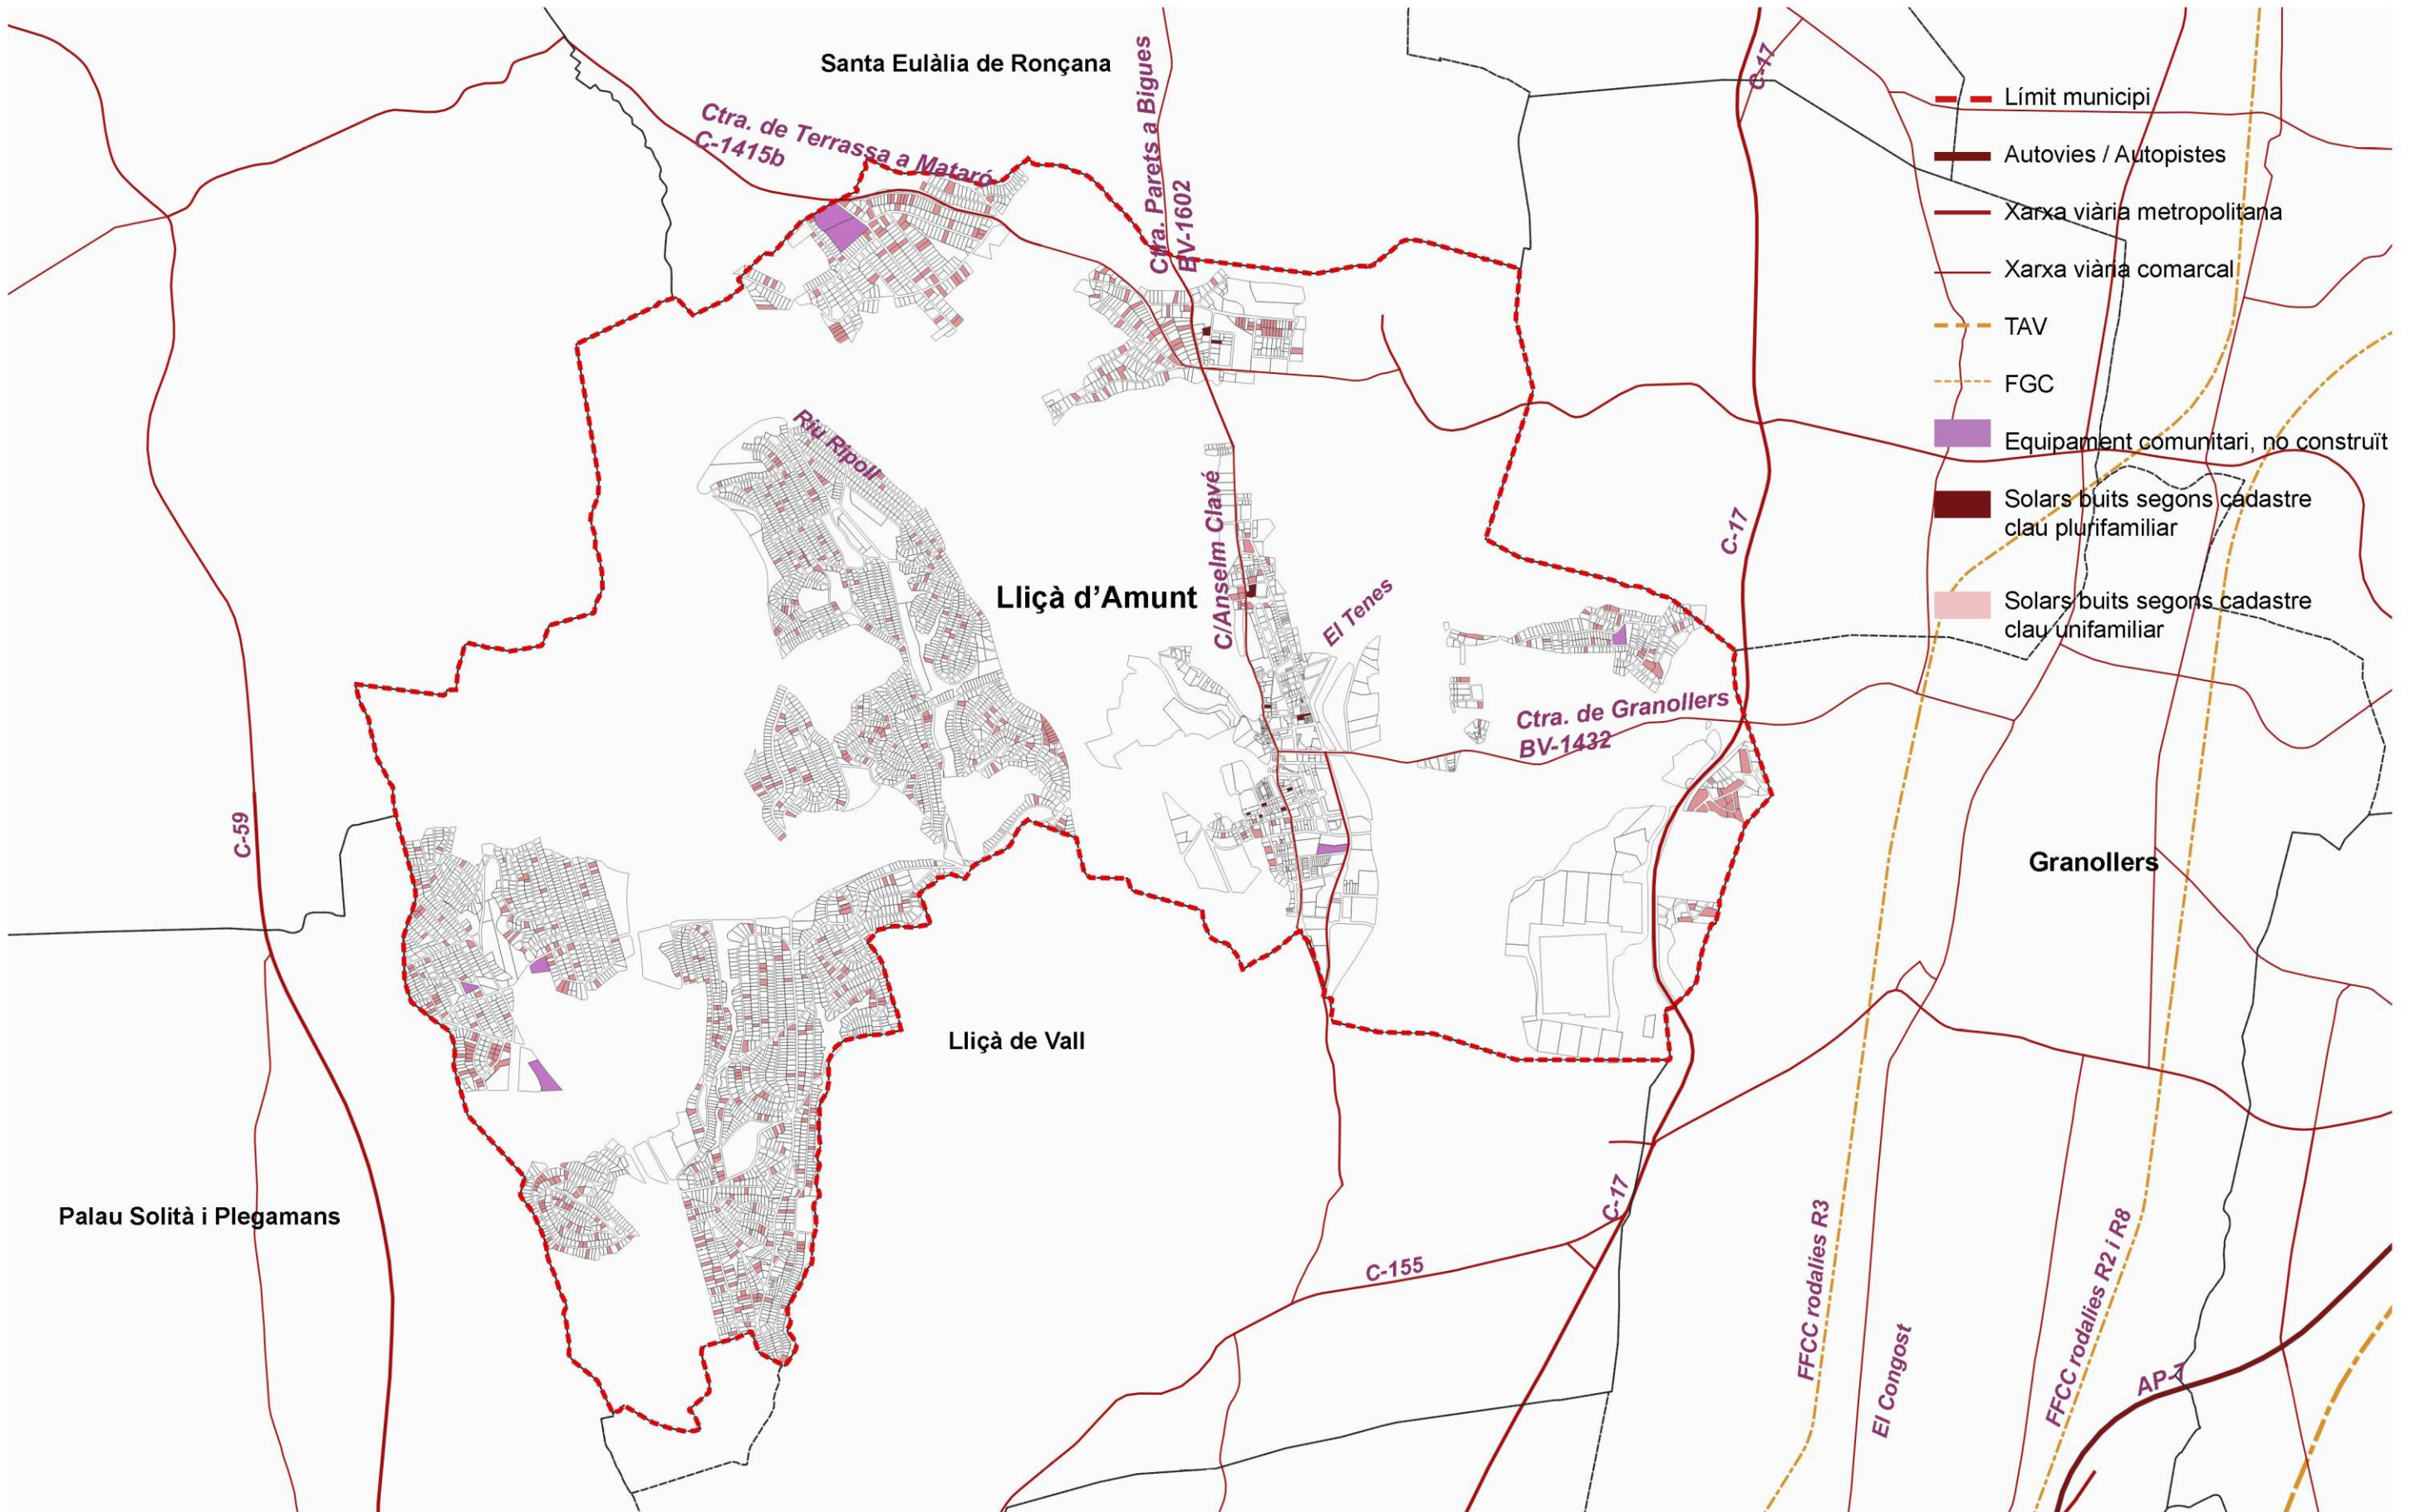 Santa Eulàlia de Ronçana
Ctra. de Terrassa a Mataró
C-1415b
Ctra. Parets a Bigues
BV-1602
C-17
Límit municipi
Autovies / Autopistes
Xarxa viària metropolitana
Xarxa viària comarcal
TAV
FGC
Equipament comunitari, no construït
Solars buits segons cadastre
clau plurifamiliar
Solars buits segons cadastre
clau unifamiliar
Riu Ripoll
C/Anselm Clavé
C-17
Lliçà d’Amunt
El Tenes
Ctra. de Granollers
BV-1432
C-59
Granollers
Lliçà de Vall
Palau Solità i Plegamans
C-17
C-155
FFCC rodalies R3
El Congost
FFCC rodalies R2 i R8
AP-7